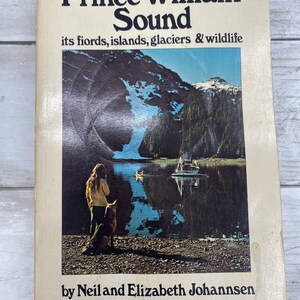 Prince William
Sound
its fiords, islands, glaciers & wildlife
by Neil and Elizabeth Johannsen